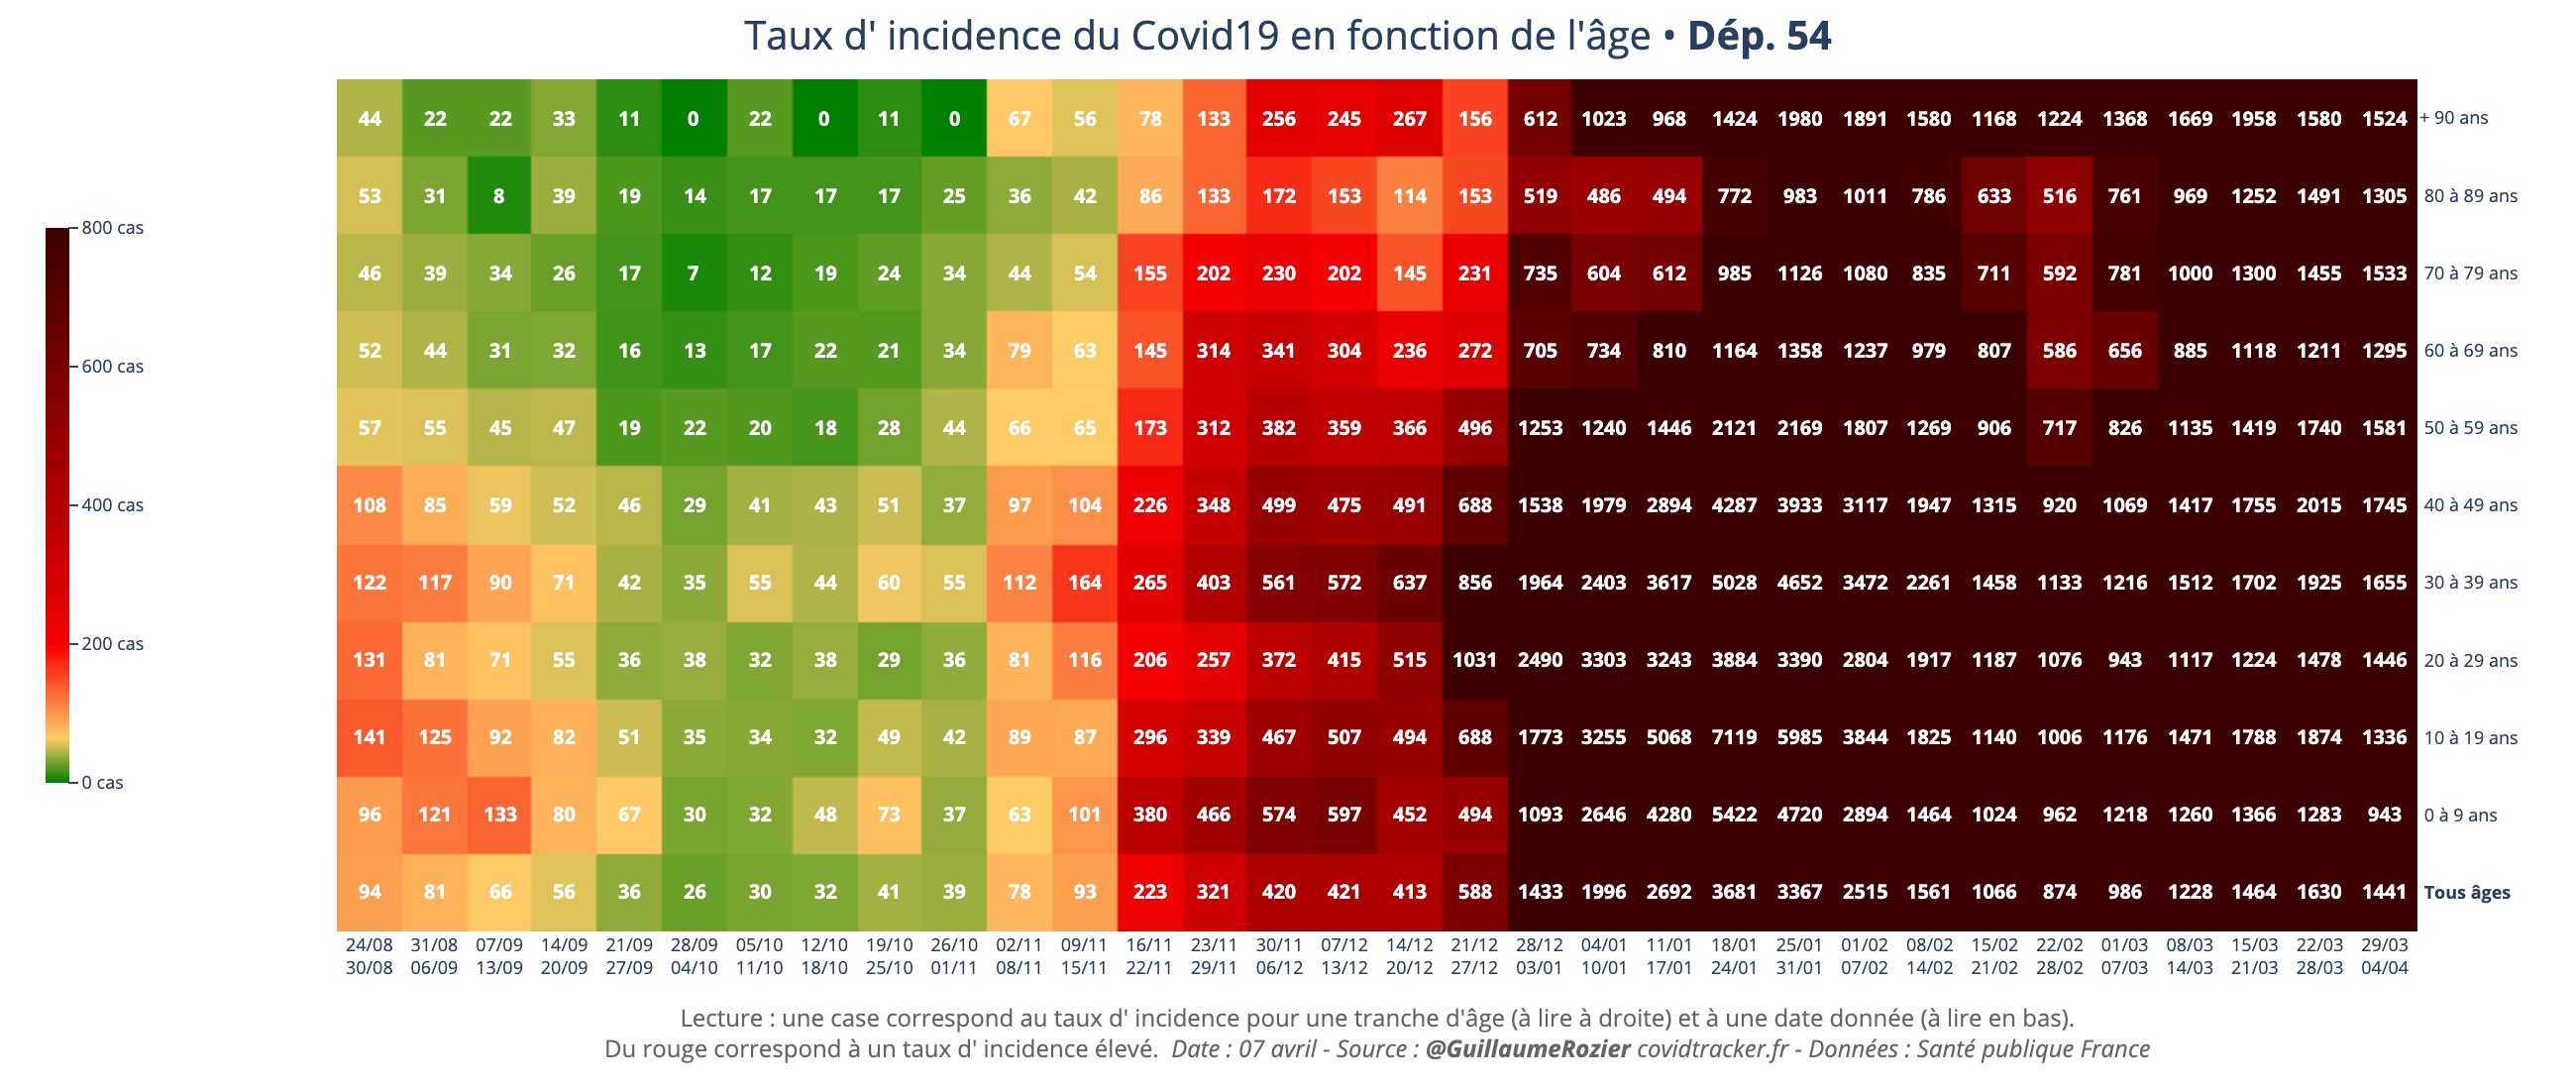 Taux d' incidence du Covid19 en fonction de l'âge • Dép. 54
800 cas
600 cas
400 cas
200 cas
0 cas
44 22 22 33 11 0 22 0 11 0 67 56 78 133 256 245 267 156 612 1023 968 1424 1980 1891 1580 1168 1224 1368 1669 1958 1580 1524 + 90 ans
53 31 8 39 19 14 17 17 17 25 36 42 86 133 172 153 114 153 519 486 494 772 983 1011 786 633 516 761 969 1252 1491 1305 80 à 89 ans
46 39 34 26 17 7 12 19 24 34 44 54 155 202 230 202 145 231 735 604 612 985 1126 1080 835 711 592 781 1000 1300 1455 1533 70 à 79 ans
52 44 31 32 16 13 17 22 21 34 79 63 145 314 341 304 236 272 705 734 810 1164 1358 1237 979 807 586 656 885 1118 1211 1295 60 à 69 ans
57 55 45 47 19 22 20 18 28 44 66 65 173 312 382 359 366 496 1253 1240 1446 2121 2169 1807 1269 906 717 826 1135 1419 1740 1581 50 à 59 ans
108 85 59 52 46 29 41 43 51 37 97 104 226 348 499 475 491 688 1538 1979 2894 4287 3933 3117 1947 1315 920 1069 1417 1755 2015 1745 40 à 49 ans
122 117 90 71 42 35 55 44 60 55 112 164 265 403 561 572 637 856 1964 2403 3617 5028 4652 3472 2261 1458 1133 1216 1512 1702 1925 1655 30 à 39 ans
131 81 71 55 36 38 32 38 29 36 81 116 206 257 372 415 515 1031 2490 3303 3243 3884 3390 2804 1917 1187 1076 943 1117 1224 1478 1446 20 à 29 ans
141 125 92 82 51 35 34 32 49 42 89 87 296 339 467 507 494 688 1773 3255 5068 7119 5985 3844 1825 1140 1006 1176 1471 1788 1874 1336 10 à 19 ans
96 121 133 80 67 30 32 48 73 37 63 101 380 466 574 597 452 494 1093 2646 4280 5422 4720 2894 1464 1024 962 1218 1260 1366 1283 943 0 à 9 ans
94 81 66 56 36 26 30 32 41 39 78 93 223 321 420 421 413 588 1433 1996 2692 3681 3367 2515 1561 1066 874 986 1228 1464 1630 1441 Tous âges
24/08 31/08 07/09 14/09 21/09 28/09 05/10 12/10 19/10 26/10 02/11 09/11 16/11 23/11 30/11 07/12 14/12 21/12 28/12 04/01 11/01 18/01 25/01 01/02 08/02 15/02 22/02 01/03 08/03 15/03 22/03 29/03
30/08 06/09 13/09 20/09 27/09 04/10 11/10 18/10 25/10 01/11 08/11 15/11 22/11 29/11 06/12 13/12 20/12 27/12 03/01 10/01 17/01 24/01 31/01 07/02 14/02 21/02 28/02 07/03 14/03 21/03 28/03 04/04
Lecture : une case correspond au taux d' incidence pour une tranche d'âge (à lire à droite) et à une date donnée (à lire en bas).
Du rouge correspond à un taux d' incidence élevé. Date : 07 avril - Source : @GuillaumeRozier covidtracker.fr - Données : Santé publique France